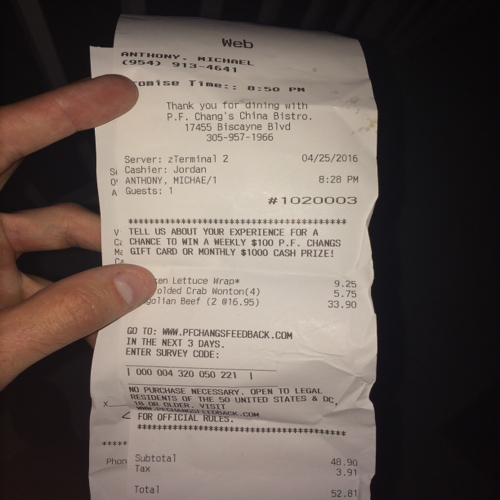 Web
ANTHONY, MICHAEL
(954) 913-4641
omise Time:: 8:50 PM
Thank you for dining with
P.F. Chang's China Bistro.
17455 Biscayne Blvd
305-957-1966
Server: zTerminal 2 04/25/2016
Cashier: Jordan
ANTHONY, MICHAE/1 8:28 PM
Guests: 1
#1020003
TELL US ABOUT YOUR EXPERIENCE FOR A
CHANCE TO WIN A WEEKLY $100 P.F. CHANGS
GIFT CARD OR MONTHLY $1000 CASH PRIZE!
ken Lettuce Wrap* 9.25
olded Crab Wonton(4) 5.75
golian Beef (2 @16.95) 33.90
GO TO: WWW.PFCHANGSFEEDBACK.COM
IN THE NEXT 3 DAYS.
ENTER SURVEY CODE:
| 000 004 320 050 221 |
NO PURCHASE NECESSARY. OPEN TO LEGAL
RESIDENTS OF THE 50 UNITED STATES & DC,
18 OR OLDER. VISIT
WWW.PFCHANGSFEEDBACK.COM
FOR OFFICIAL RULES.
Phon
Subtotal 48.90
Tax 3.91
Total 52.81